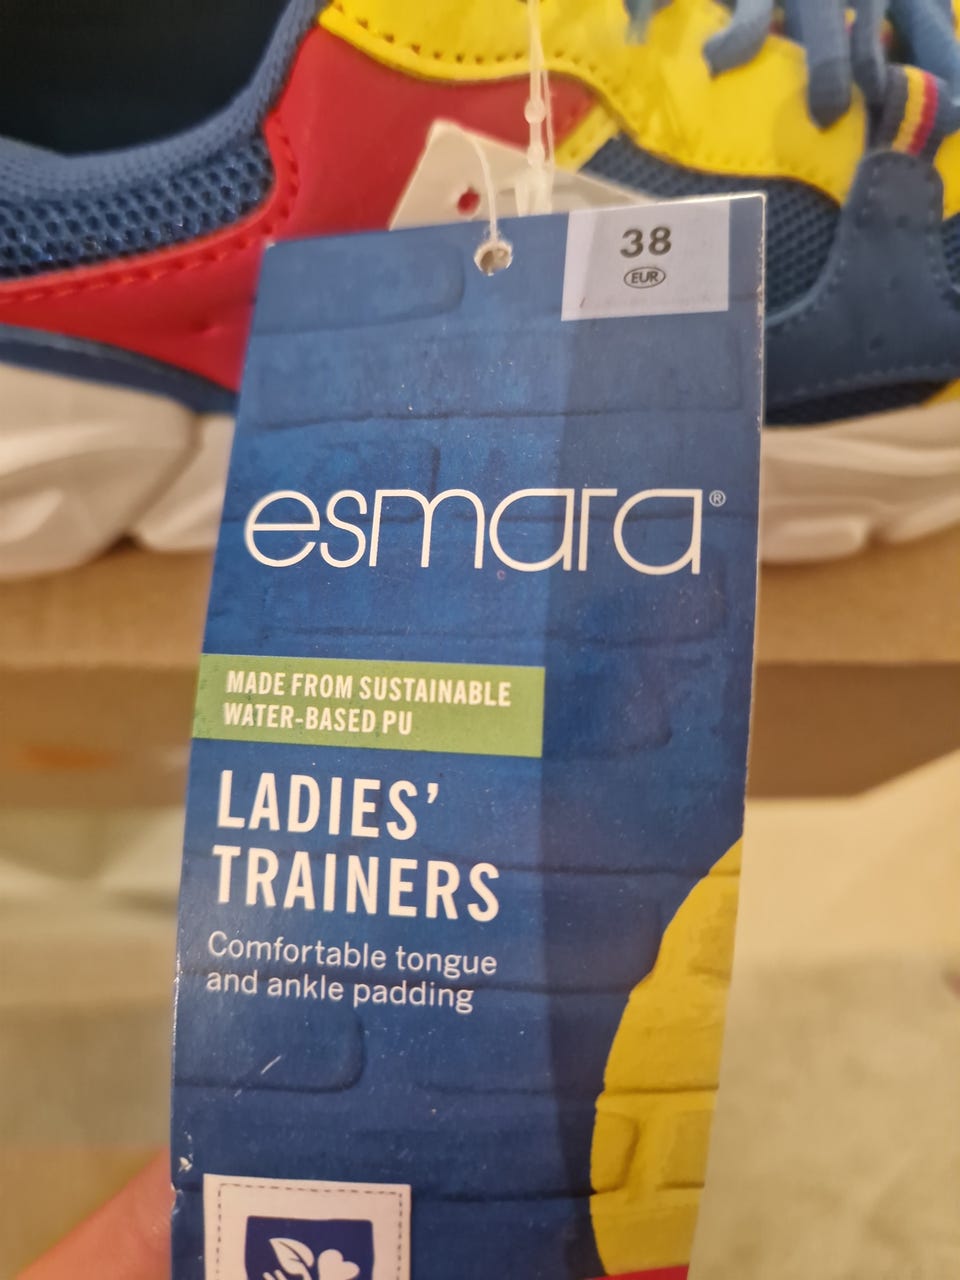 38
EUR
esmara®
MADE FROM SUSTAINABLE
WATER-BASED PU
LADIES'
TRAINERS
Comfortable tongue
and ankle padding